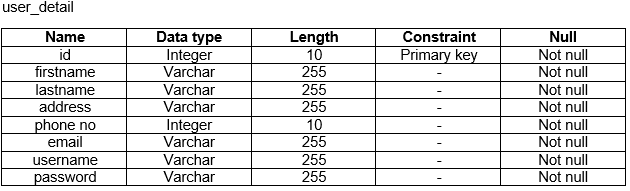 user_detail
Name Data type Length Constraint Null
id Integer 10 Primary key Not null
firstname Varchar 255 - Not null
lastname Varchar 255 - Not null
address Varchar 255 - Not null
phone no Integer 10 - Not null
email Varchar 255 - Not null
username Varchar 255 - Not null
password Varchar 255 - Not null